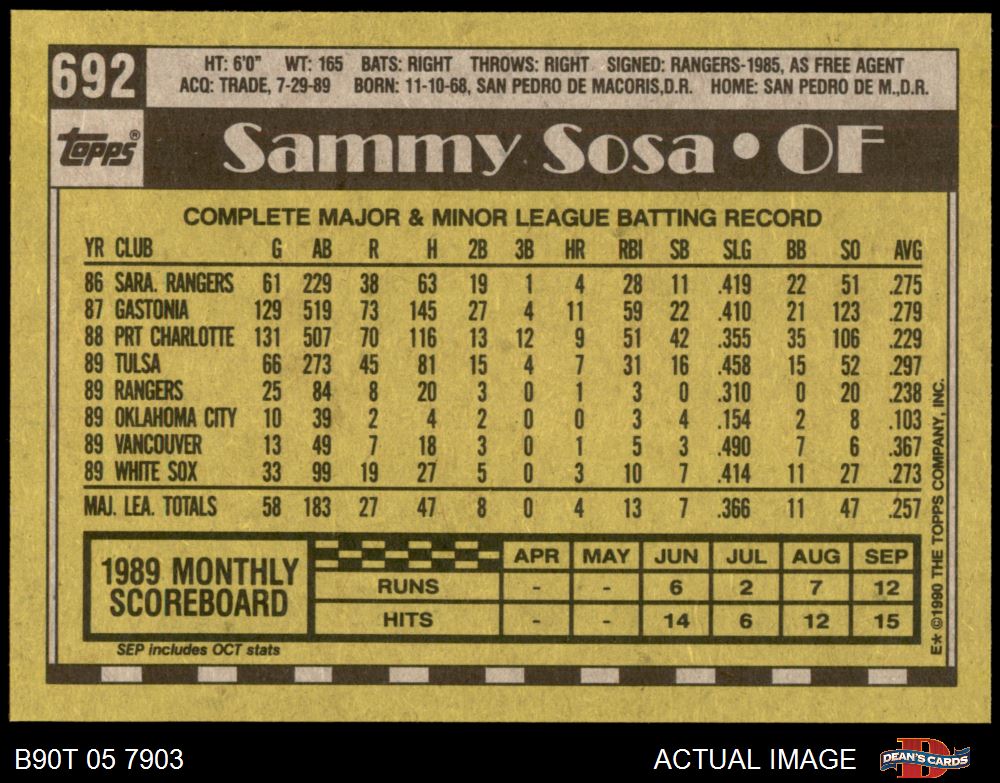 692
HT: 6'0" WT: 165 BATS: RIGHT THROWS: RIGHT SIGNED: RANGERS-1985, AS FREE AGENT
ACQ: TRADE, 7-29-89 BORN: 11-10-68, SAN PEDRO DE MACORIS,D.R. HOME: SAN PEDRO DE M.,D.R.
topps®
Sammy Sosa • OF
COMPLETE MAJOR & MINOR LEAGUE BATTING RECORD
YR CLUB G AB R H 2B 3B HR RBI SB SLG BB SO AVG
86 SARA. RANGERS 61 229 38 63 19 1 4 28 11 .419 22 51 .275
87 GASTONIA 129 519 73 145 27 4 11 59 22 .410 21 123 .279
88 PRT CHARLOTTE 131 507 70 116 13 12 9 51 42 .355 35 106 .229
89 TULSA 66 273 45 81 15 4 7 31 16 .458 15 52 .297
89 RANGERS 25 84 8 20 3 0 1 3 0 .310 0 20 .238
89 OKLAHOMA CITY 10 39 2 4 2 0 0 3 4 .154 2 8 .103
89 VANCOUVER 13 49 7 18 3 0 1 5 3 .490 7 6 .367
89 WHITE SOX 33 99 19 27 5 0 3 10 7 .414 11 27 .273
MAJ. LEA. TOTALS 58 183 27 47 8 0 4 13 7 .366 11 47 .257
1989 MONTHLY
SCOREBOARD
APR MAY JUN JUL AUG SEP
RUNS - - 6 2 7 12
HITS - - 14 6 12 15
SEP includes OCT stats
E* ©1990 THE TOPPS COMPANY, INC.
B90T 05 7903
ACTUAL IMAGE
DEAN'S CARDS